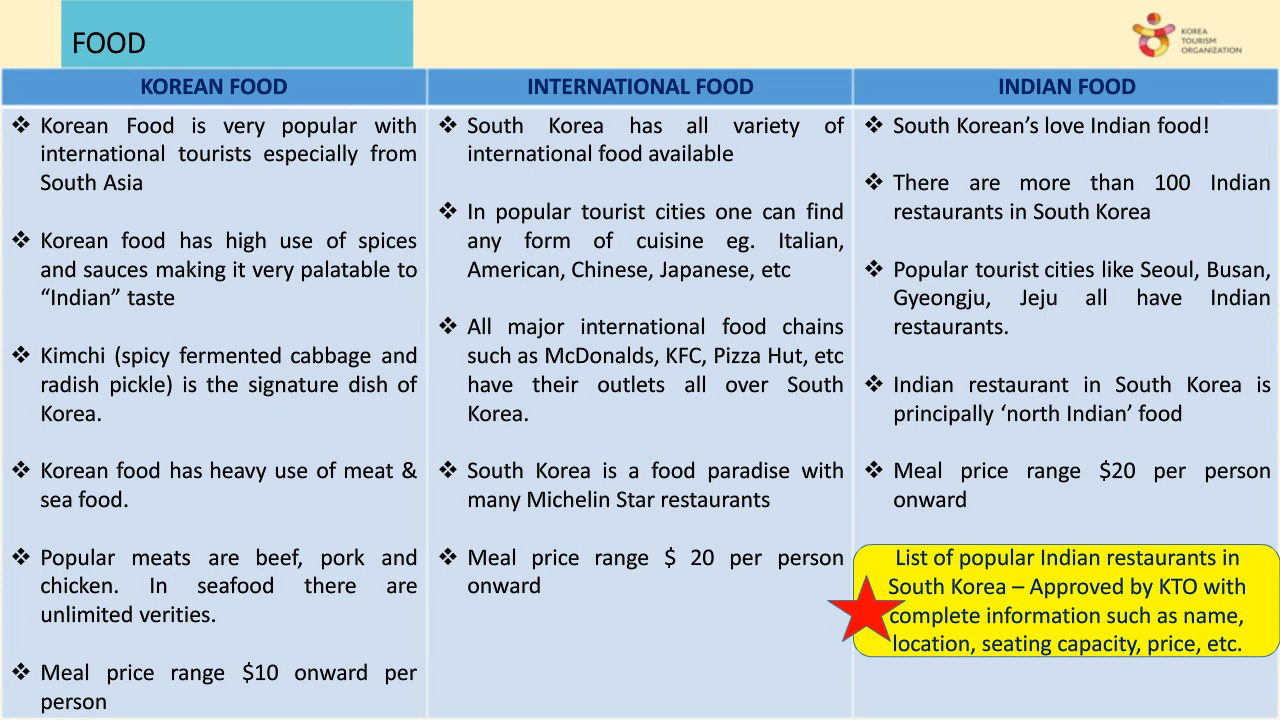 FOOD
KOREA
TOURISM
ORGANIZATION
KOREAN FOOD
❖ Korean Food is very popular with
international tourists especially from
South Asia
❖ Korean food has high use of spices
and sauces making it very palatable to
“Indian” taste
❖ Kimchi (spicy fermented cabbage and
radish pickle) is the signature dish of
Korea.
❖ Korean food has heavy use of meat &
sea food.
❖ Popular meats are beef, pork and
chicken. In seafood there are
unlimited verities.
❖ Meal price range $10 onward per
person
INTERNATIONAL FOOD
❖ South Korea has all variety of
international food available
❖ In popular tourist cities one can find
any form of cuisine eg. Italian,
American, Chinese, Japanese, etc
❖ All major international food chains
such as McDonalds, KFC, Pizza Hut, etc
have their outlets all over South
Korea.
❖ South Korea is a food paradise with
many Michelin Star restaurants
❖ Meal price range $ 20 per person
onward
INDIAN FOOD
❖ South Korean’s love Indian food!
❖ There are more than 100 Indian
restaurants in South Korea
❖ Popular tourist cities like Seoul, Busan,
Gyeongju, Jeju all have Indian
restaurants.
❖ Indian restaurant in South Korea is
principally ‘north Indian’ food
❖ Meal price range $20 per person
onward
List of popular Indian restaurants in
South Korea – Approved by KTO with
complete information such as name,
location, seating capacity, price, etc.